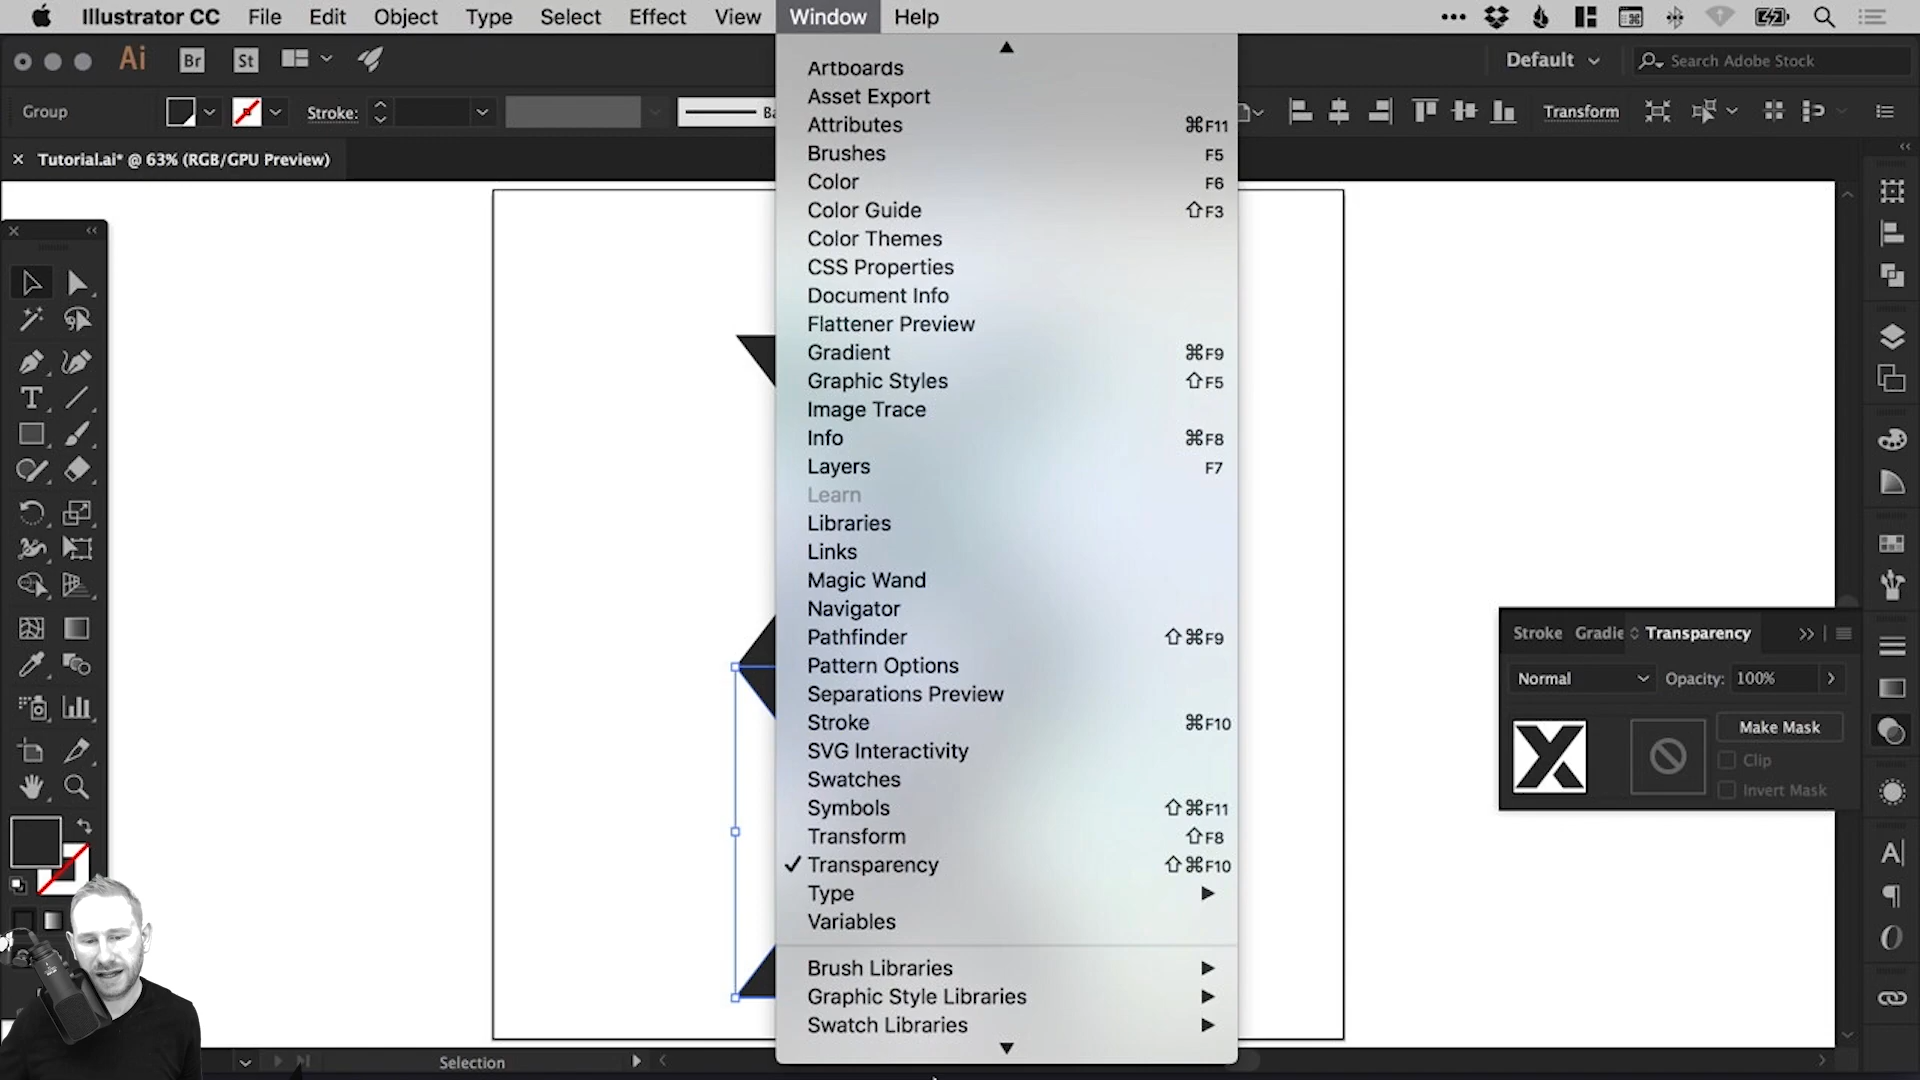 Illustrator CC File Edit Object Type Select Effect View Window Help
Ai Br St Default Search Adobe Stock
Group Stroke: Ba Transform
Tutorial.ai* @ 63% (RGB/GPU Preview)
Artboards
Asset Export
Attributes ⌘F11
Brushes F5
Color F6
Color Guide ⇧F3
Color Themes
CSS Properties
Document Info
Flattener Preview
Gradient ⌘F9
Graphic Styles ⇧F5
Image Trace
Info ⌘F8
Layers F7
Learn
Libraries
Links
Magic Wand
Navigator
Pathfinder ⇧⌘F9
Pattern Options
Separations Preview
Stroke ⌘F10
SVG Interactivity
Swatches
Symbols ⇧⌘F11
Transform ⇧F8
✓ Transparency ⇧⌘F10
Type
Variables
Brush Libraries
Graphic Style Libraries
Swatch Libraries
Stroke Gradie Transparency
Normal Opacity: 100%
Make Mask
Clip
Invert Mask
Selection